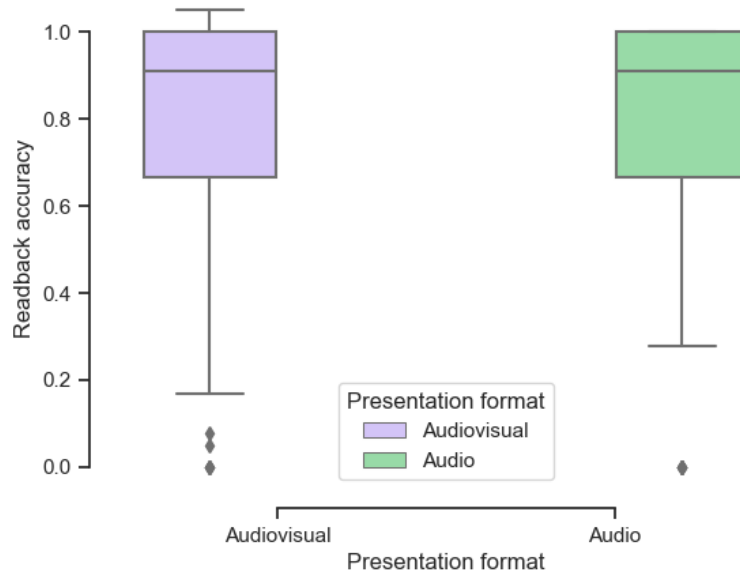 1.0
0.8
0.6
0.4
0.2
0.0
Readback accuracy
Presentation format
Audiovisual
Audio
Audiovisual
Audio
Presentation format